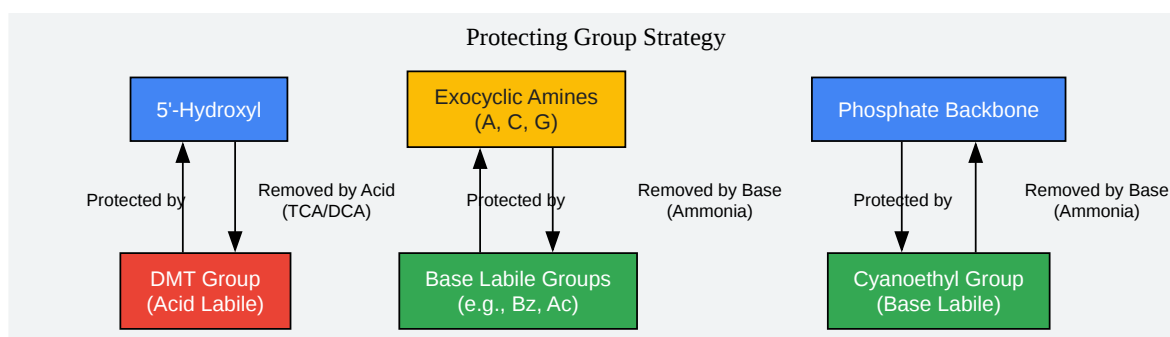 Protecting Group Strategy
5'-Hydroxyl
Exocyclic Amines
(A, C, G)
Phosphate Backbone
Protected by
Removed by Acid
(TCA/DCA)
Protected by
Removed by Base
(Ammonia)
Protected by
Removed by Base
(Ammonia)
DMT Group
(Acid Labile)
Base Labile Groups
(e.g., Bz, Ac)
Cyanoethyl Group
(Base Labile)